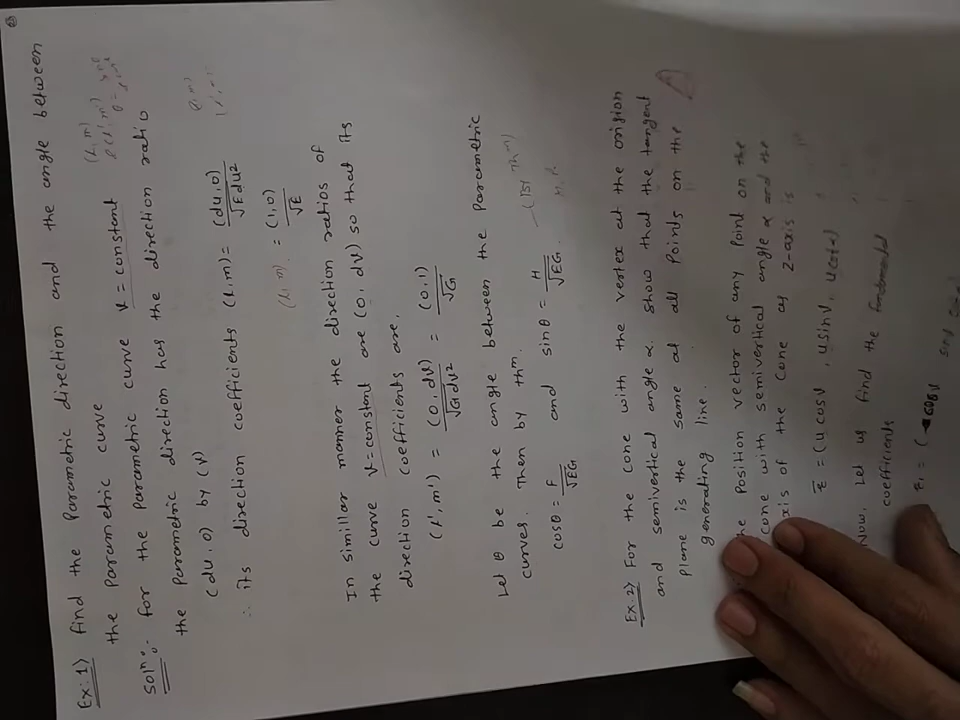 Ex:1) Find the Parametric direction and the angle between
the Parametric curve
Solⁿ: For the Parametric curve v = constant
the Parametric direction has the direction ratio
(du, 0) by (v)
∴ its direction coefficients (l, m) = (du, 0)/√E du² 
(l, m) = (1, 0)/√E
In simillar manner the direction ratios of
the curve v = constant are (0, dv) so that its
direction coefficients are,
(l', m') = (0, dv)/√G dv² = (0, 1)/√G
Let θ be the angle between the Parametric
curves. Then by thᵐ.
cosθ = F/√EG and sinθ = H/√EG. —(By Thm)
Ex.2) For the cone with the vertex at the origion
and semivertical angle α. Show that the tangent
plane is the same at all Points on the
generating line.
Position vector of any Point on the
cone with semivertical angle α and the
axis of the cone as z-axis is
r̄ = (u cosv, u sinv, u cotα)
Now, Let us find the fundamental
coefficients